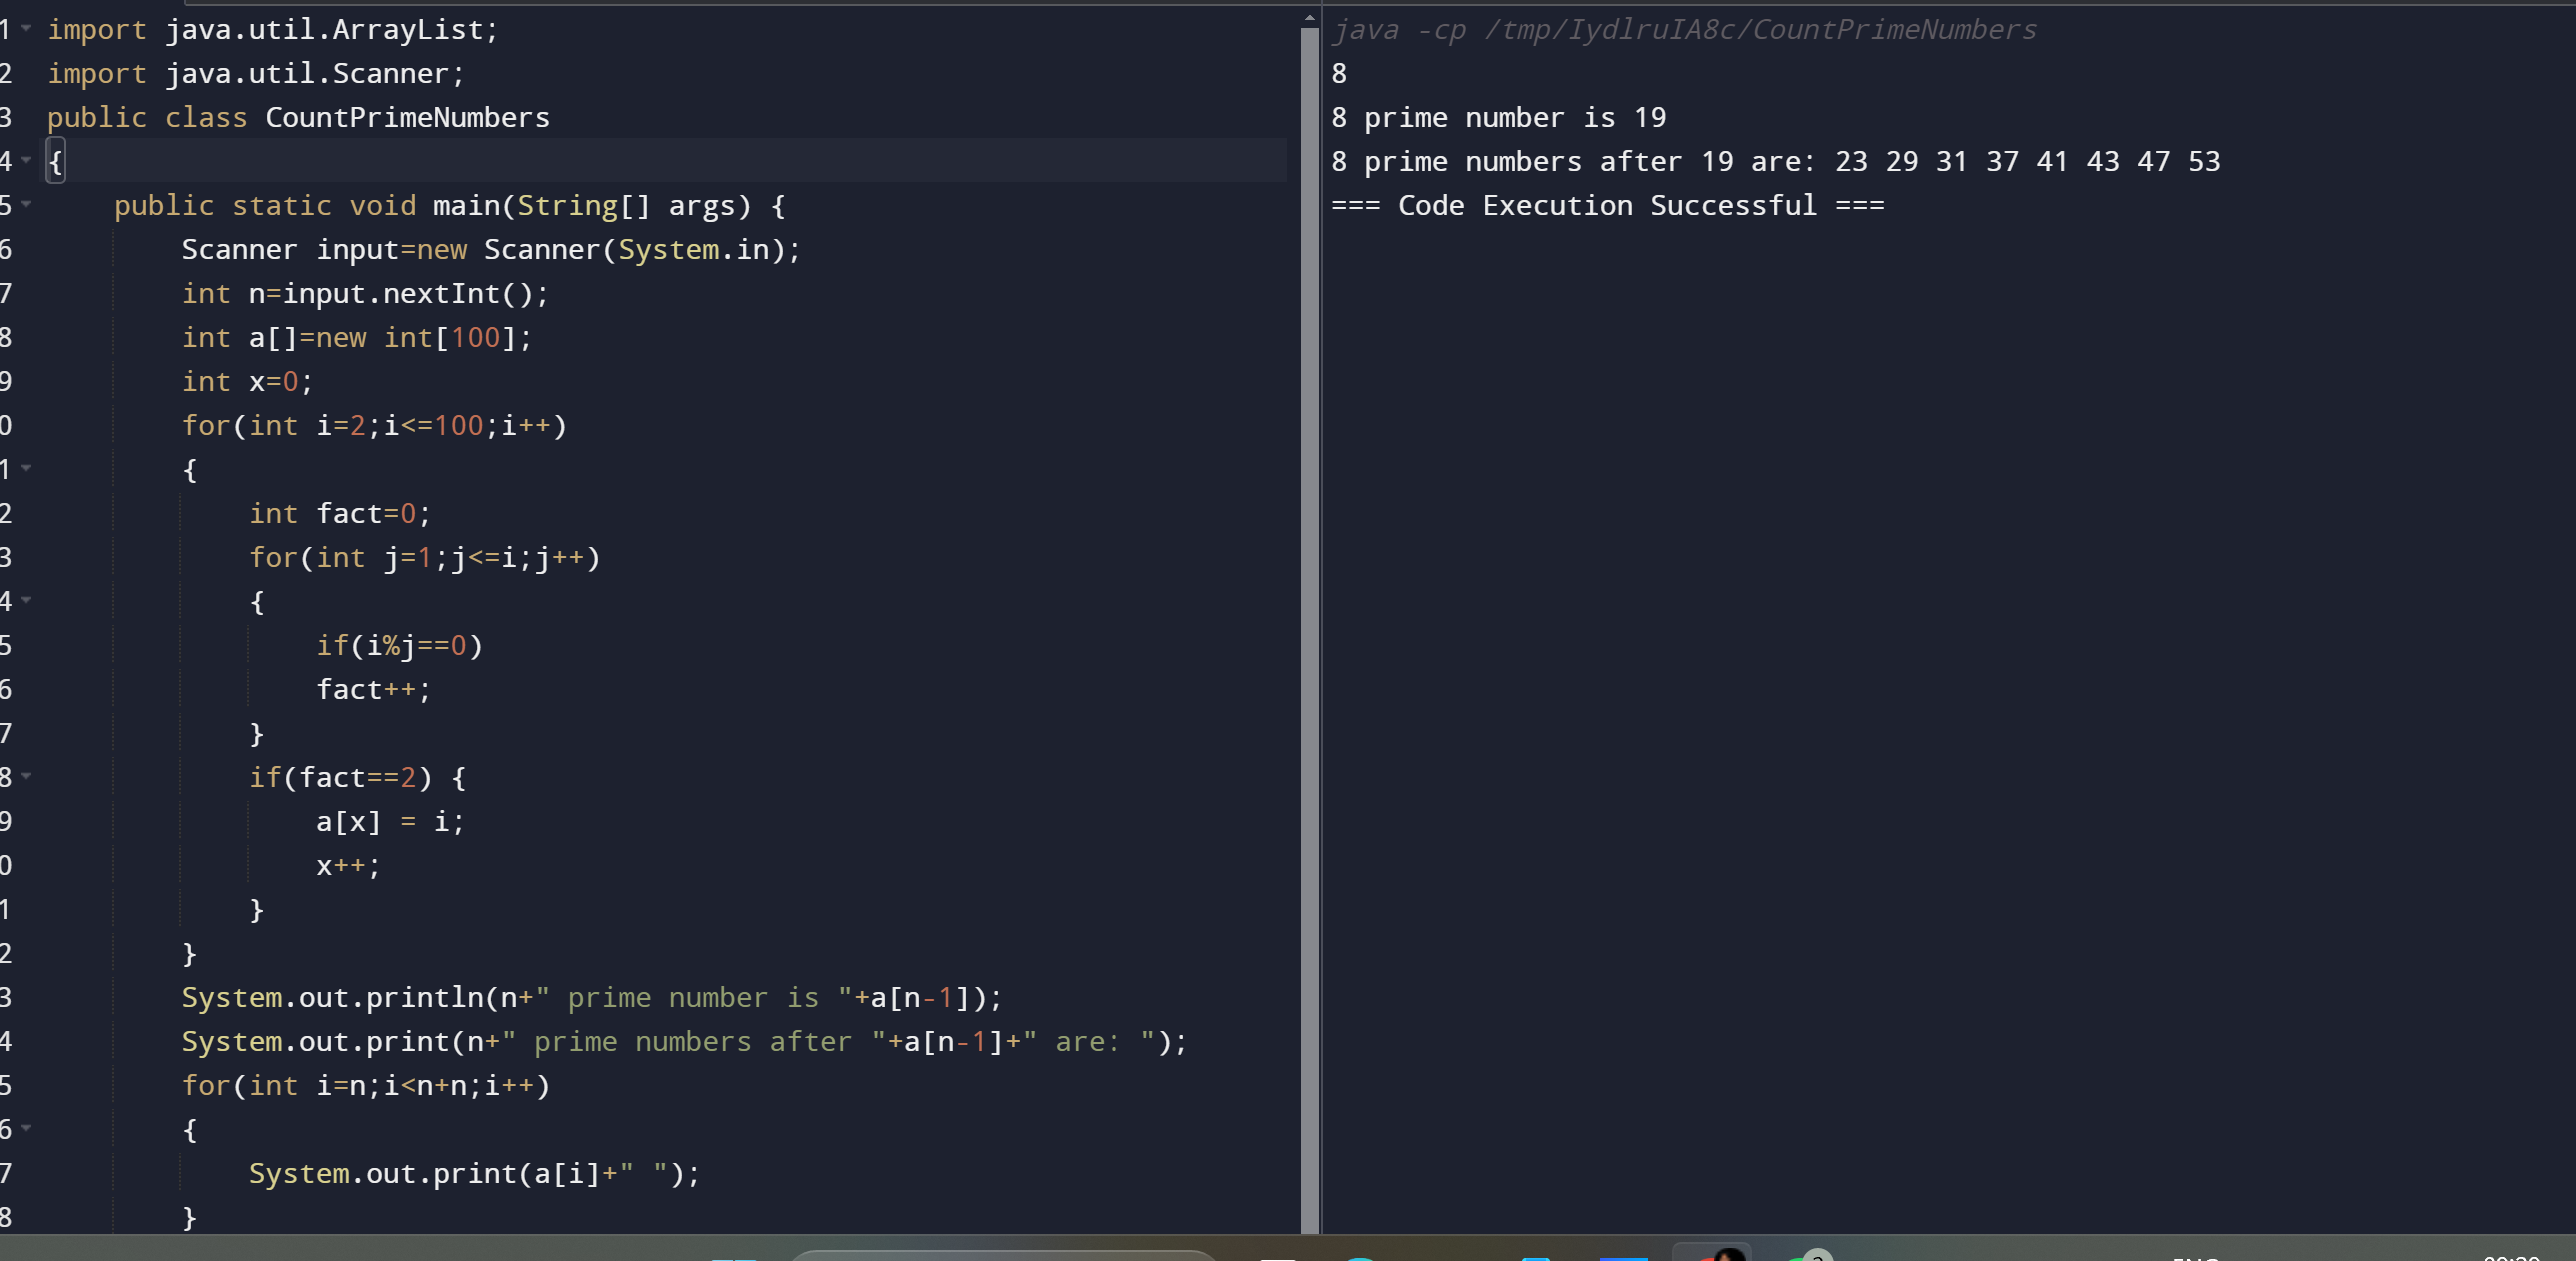 1 import java.util.ArrayList;
2 import java.util.Scanner;
3 public class CountPrimeNumbers
4 {
5     public static void main(String[] args) {
6         Scanner input=new Scanner(System.in);
7         int n=input.nextInt();
8         int a[]=new int[100];
9         int x=0;
0         for(int i=2;i<=100;i++)
1         {
2             int fact=0;
3             for(int j=1;j<=i;j++)
4             {
5                 if(i%j==0)
6                 fact++;
7             }
8             if(fact==2) {
9                 a[x] = i;
0                 x++;
1             }
2         }
3         System.out.println(n+" prime number is "+a[n-1]);
4         System.out.print(n+" prime numbers after "+a[n-1]+" are: ");
5         for(int i=n;i<n+n;i++)
6         {
7             System.out.print(a[i]+" ");
8         }
java -cp /tmp/IydlruIA8c/CountPrimeNumbers
8
8 prime number is 19
8 prime numbers after 19 are: 23 29 31 37 41 43 47 53
=== Code Execution Successful ===